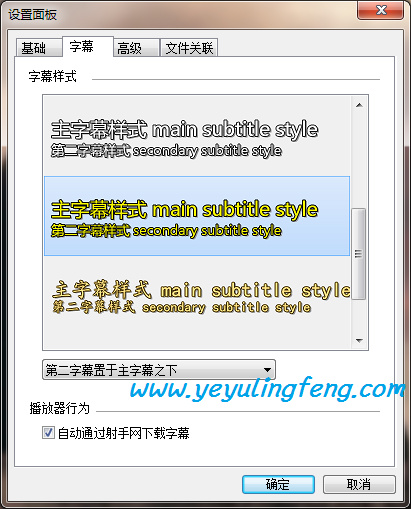 设置面板
基础 字幕 高级 文件关联
字幕样式
主字幕样式 main subtitle style
第二字幕样式 secondary subtitle style
主字幕样式 main subtitle style
第二字幕样式 secondary subtitle style
主字幕样式 main subtitle style
第二字幕样式 secondary subtitle style
第二字幕置于主字幕之下
www.yeyulingfeng.com
播放器行为
自动通过射手网下载字幕
确定 取消